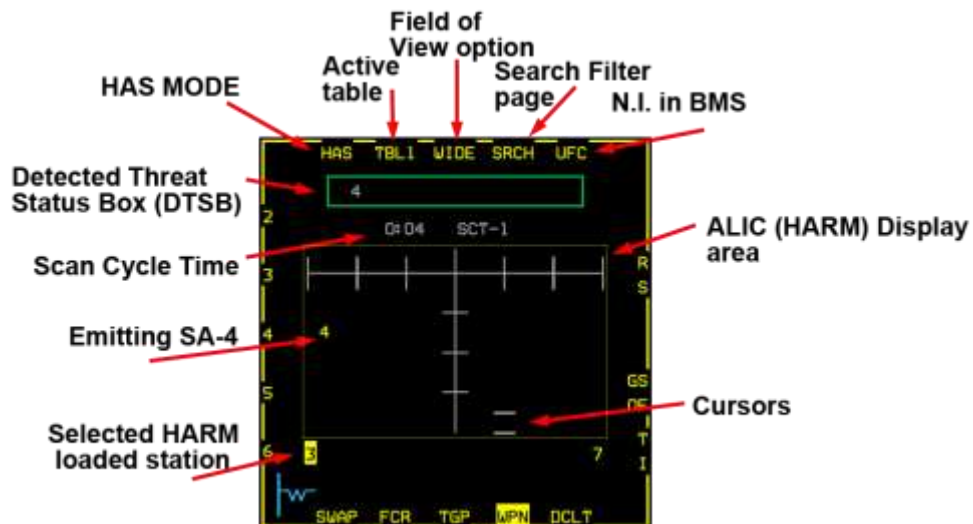 Field of
View option
Active
table
Search Filter
page
HAS MODE
N.I. in BMS
HAS TBL1 WIDE SRCH UFC
Detected Threat
Status Box (DTSB)
4
2
0:04 SCT-1
ALIC (HARM) Display
area
Scan Cycle Time
3
R
S
Emitting SA-4
4
4
5
GS
Cursors
T
I
Selected HARM
loaded station
6
3
7
SWAP FCR TGP WPN DCLT